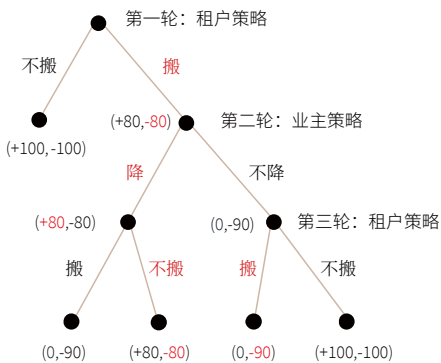 第一轮：租户策略
不搬
搬
(+80,-80)
第二轮：业主策略
(+100,-100)
降
不降
(+80,-80)
(0,-90)
第三轮：租户策略
搬
不搬
搬
不搬
(0,-90)
(+80,-80)
(0,-90)
(+100,-100)